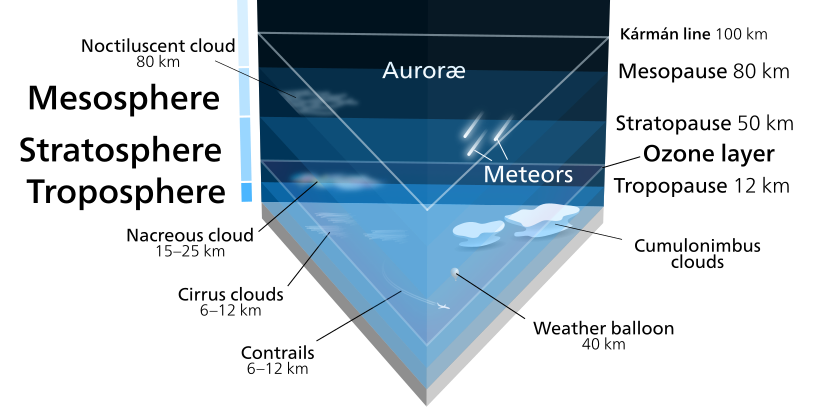 Kármán line 100 km
Noctiluscent cloud
80 km
Auroræ
Mesopause 80 km
Mesosphere
Stratopause 50 km
Stratosphere
Ozone layer
Meteors
Troposphere
Tropopause 12 km
Nacreous cloud
15–25 km
Cumulonimbus
clouds
Cirrus clouds
6–12 km
Weather balloon
40 km
Contrails
6–12 km